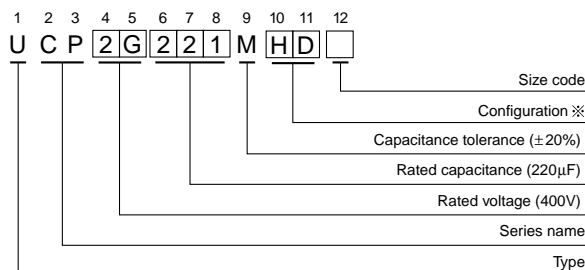 1 2 3 4 5 6 7 8 9 10 11 12
U C P 2 G 2 2 1 M H D
Size code
Configuration ※
Capacitance tolerance (±20%)
Rated capacitance (220µF)
Rated voltage (400V)
Series name
Type